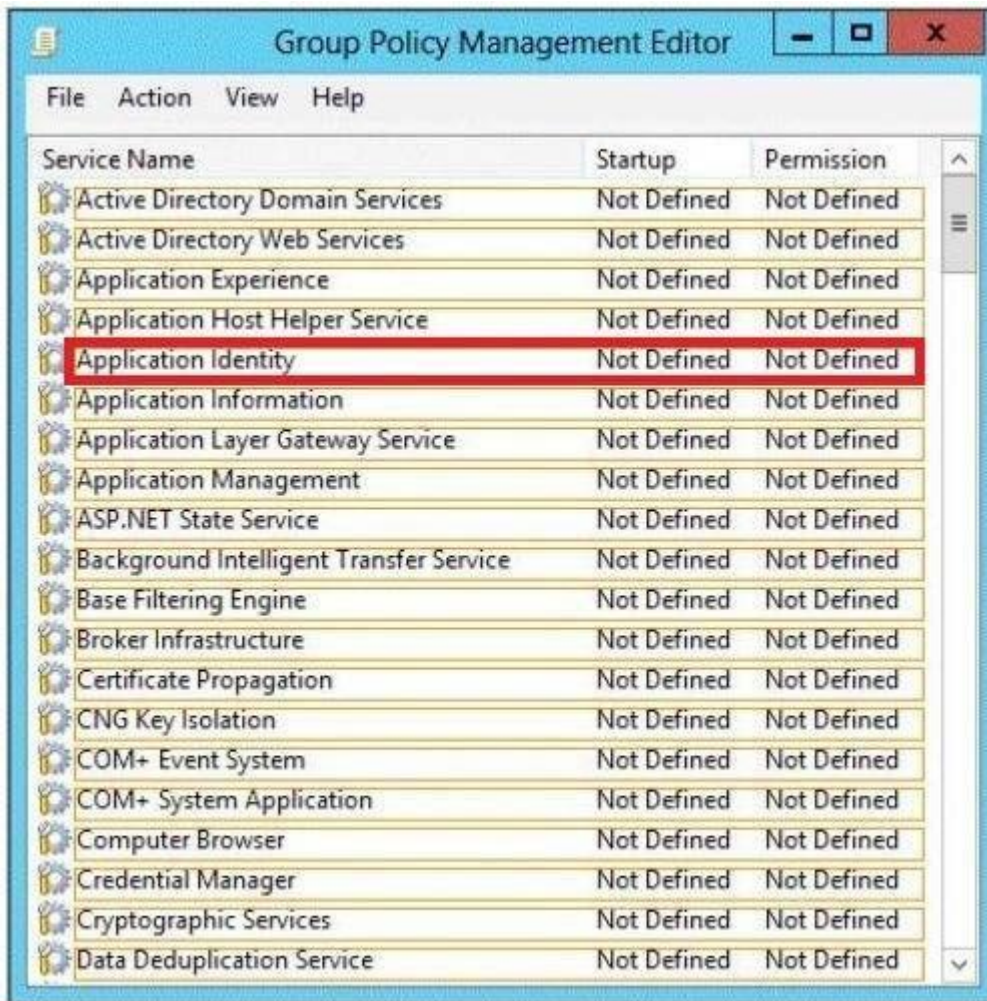 Group Policy Management Editor
File Action View Help
Service Name Startup Permission
Active Directory Domain Services Not Defined Not Defined
Active Directory Web Services Not Defined Not Defined
Application Experience Not Defined Not Defined
Application Host Helper Service Not Defined Not Defined
Application Identity Not Defined Not Defined
Application Information Not Defined Not Defined
Application Layer Gateway Service Not Defined Not Defined
Application Management Not Defined Not Defined
ASP.NET State Service Not Defined Not Defined
Background Intelligent Transfer Service Not Defined Not Defined
Base Filtering Engine Not Defined Not Defined
Broker Infrastructure Not Defined Not Defined
Certificate Propagation Not Defined Not Defined
CNG Key Isolation Not Defined Not Defined
COM+ Event System Not Defined Not Defined
COM+ System Application Not Defined Not Defined
Computer Browser Not Defined Not Defined
Credential Manager Not Defined Not Defined
Cryptographic Services Not Defined Not Defined
Data Deduplication Service Not Defined Not Defined